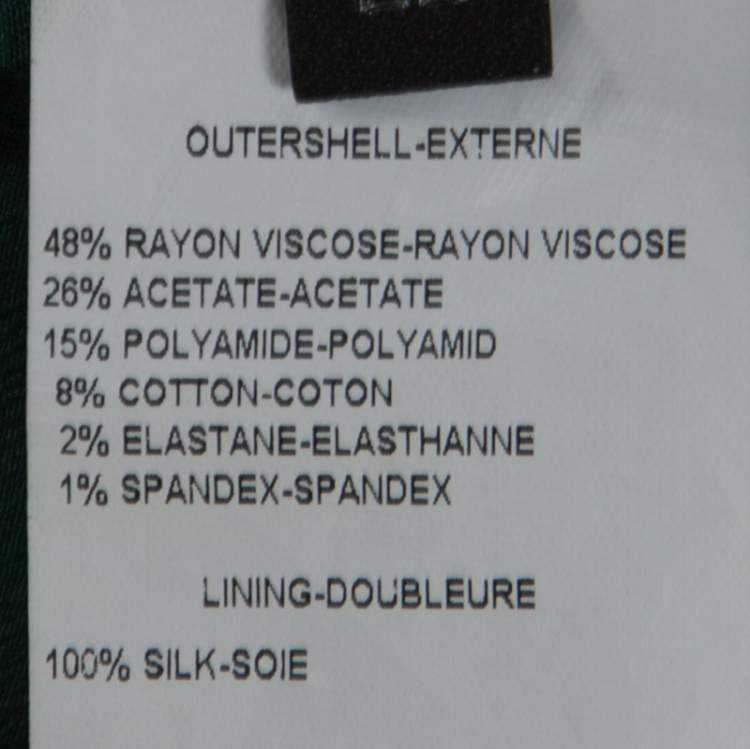 OUTERSHELL-EXTERNE
48% RAYON VISCOSE-RAYON VISCOSE
26% ACETATE-ACETATE
15% POLYAMIDE-POLYAMID
8% COTTON-COTON
2% ELASTANE-ELASTHANNE
1% SPANDEX-SPANDEX
LINING-DOUBLEURE
100% SILK-SOIE